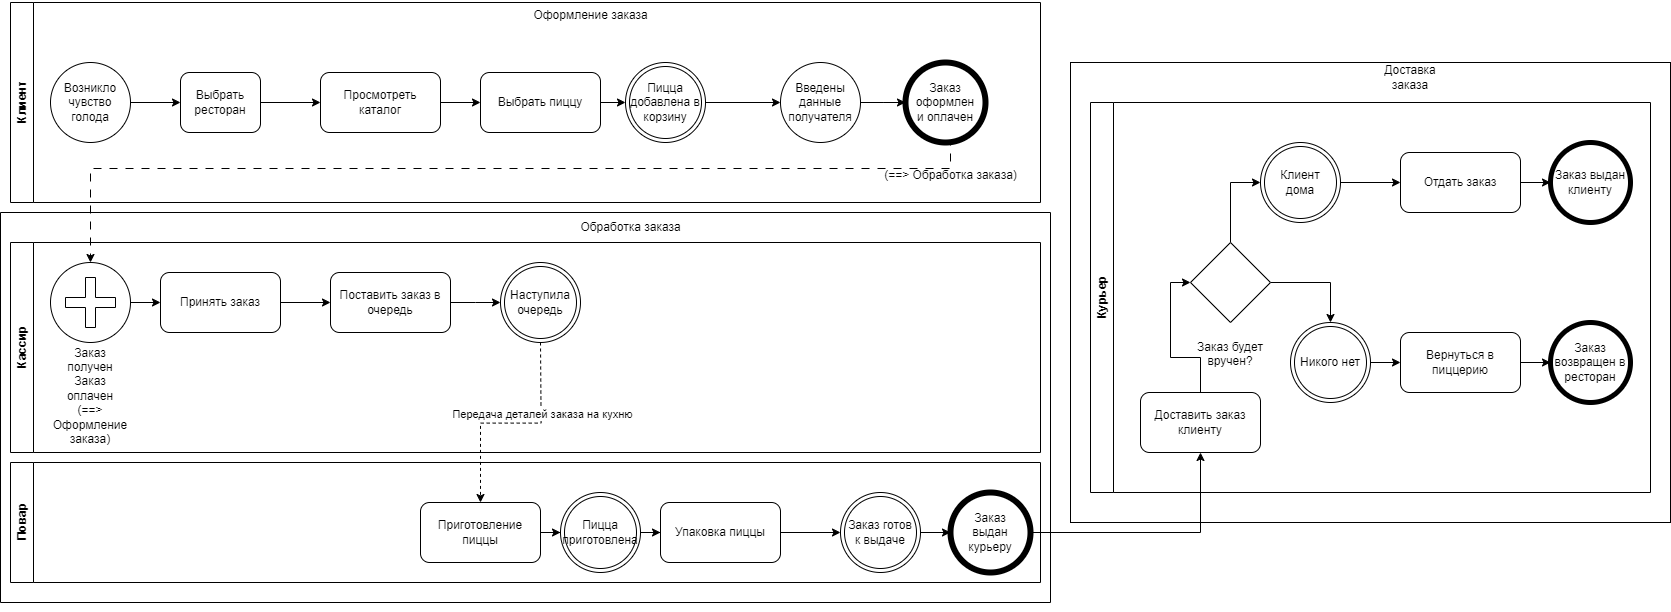 Оформление заказа
Клиент
Возникло
чувство
голода
Выбрать
ресторан
Просмотреть
каталог
Выбрать пиццу
Пицца
добавлена в
корзину
Введены
данные
получателя
Заказ
оформлен
и оплачен
(==> Обработка заказа)
Обработка заказа
Кассир
Заказ
получен
Заказ
оплачен
(==>
Оформление
заказа)
Принять заказ
Поставить заказ в
очередь
Наступила
очередь
Передача деталей заказа на кухню
Повар
Приготовление
пиццы
Пицца
приготовлена
Упаковка пиццы
Заказ готов
к выдаче
Заказ
выдан
курьеру
Доставка
заказа
Курьер
Доставить заказ
клиенту
Заказ будет
вручен?
Клиент
дома
Отдать заказ
Заказ выдан
клиенту
Никого нет
Вернуться в
пиццерию
Заказ
возвращен в
ресторан